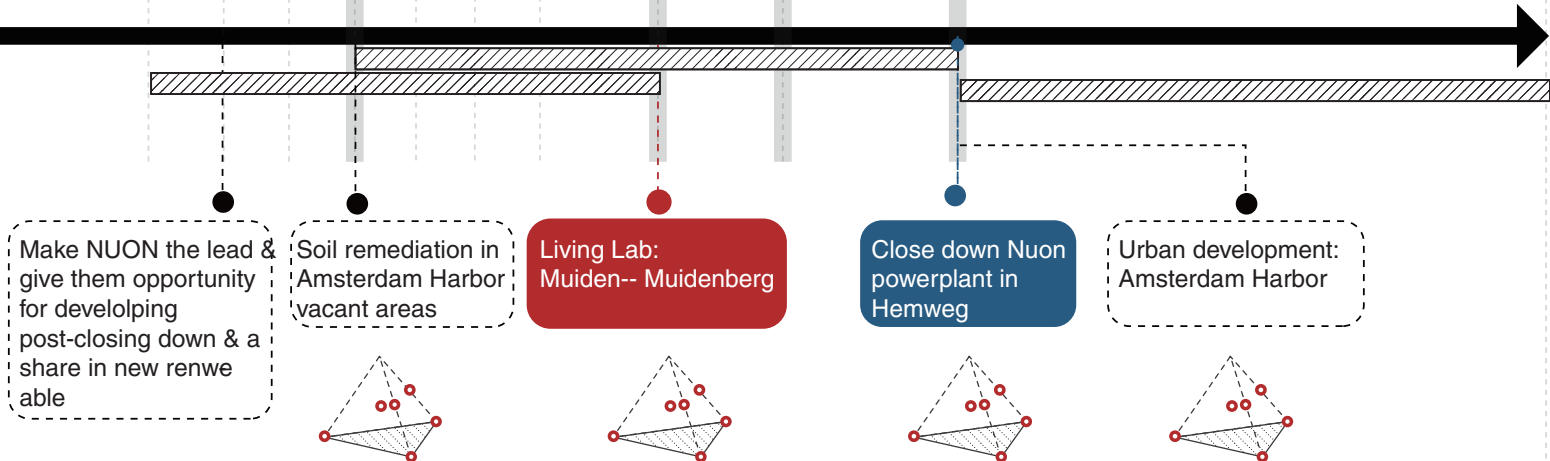 Make NUON the lead &
give them opportunity
for develolping
post-closing down & a
share in new renwe
able
Soil remediation in
Amsterdam Harbor
vacant areas
Living Lab:
Muiden-- Muidenberg
Close down Nuon
powerplant in
Hemweg
Urban development:
Amsterdam Harbor